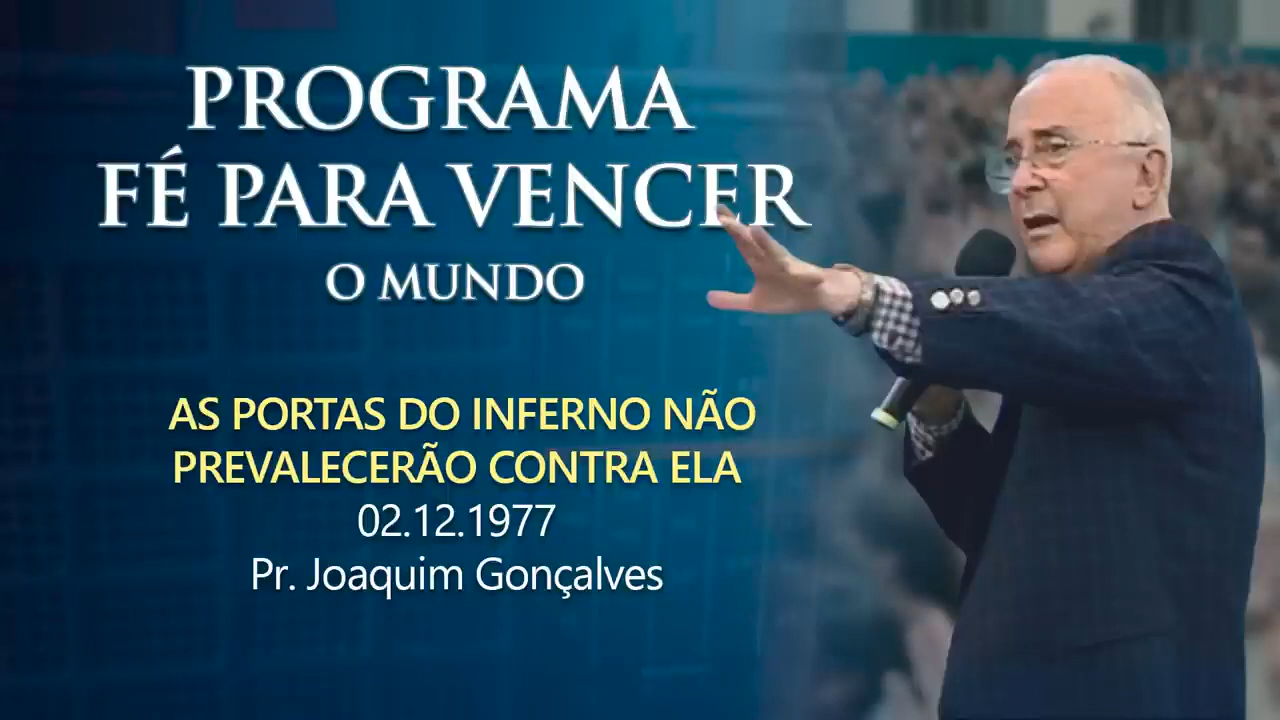 PROGRAMA
FÉ PARA VENCER
O MUNDO
AS PORTAS DO INFERNO NÃO
PREVALECERÃO CONTRA ELA
02.12.1977
Pr. Joaquim Gonçalves